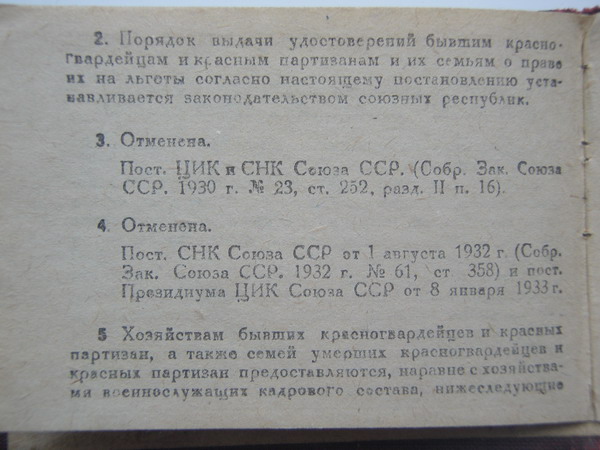 2. Порядок выдачи удостоверений бывшим красно-
гвардейцам и красным партизанам и их семьям о праве
их на льготы согласно настоящему постановлению уста-
навливается законодательством союзных республик.
3. Отменена.
Пост. ЦИК и СНК Союза ССР. (Собр. Зак. Союза
ССР. 1930 г. № 23, ст. 252, разд. II п. 16).
4. Отменена.
Пост. СНК Союза ССР от 1 августа 1932 г. (Собр.
Зак. Союза ССР. 1932 г. № 61, ст 358) и пост.
Президиума ЦИК Союза ССР от 8 января 1933 г.
5 Хозяйствам бывших красногвардейцев и красных
партизан, а также семей умерших красногвардейцев и
красных партизан предоставляются, наравне с хозяйства-
ми военнослужащих кадрового состава, нижеследующие